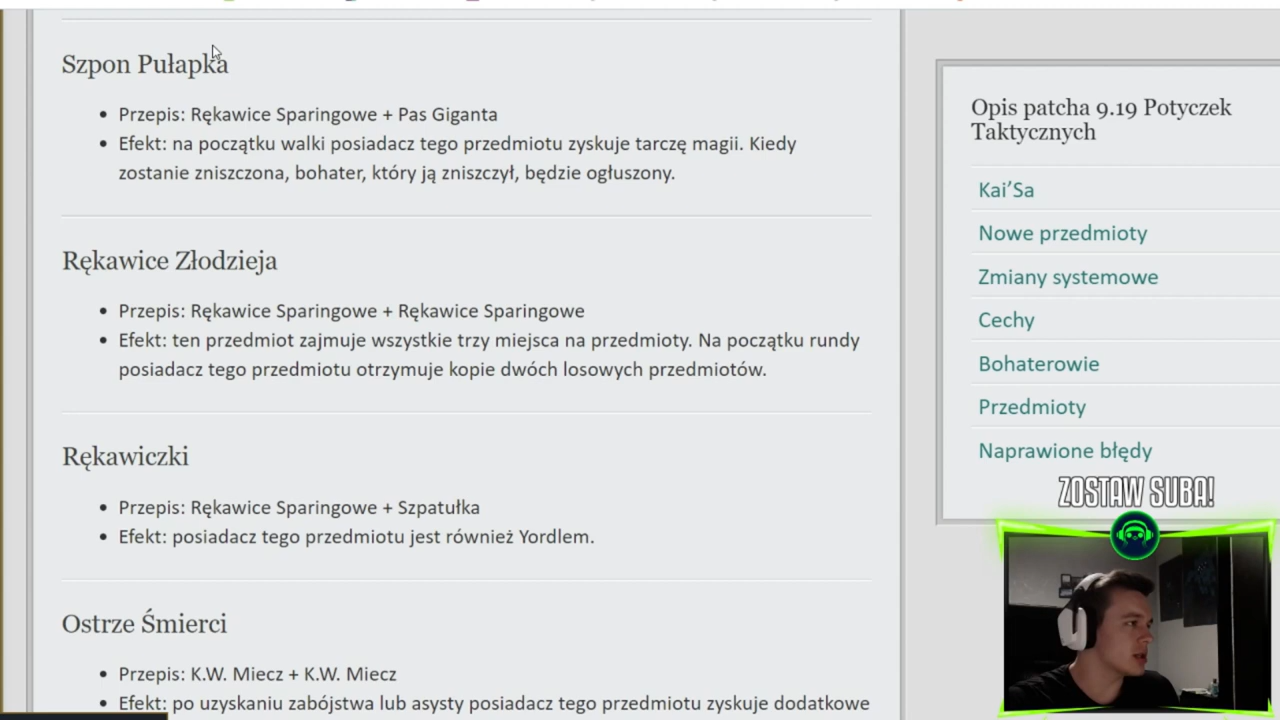 Szpon Pułapka
Przepis: Rękawice Sparingowe + Pas Giganta
Efekt: na początku walki posiadacz tego przedmiotu zyskuje tarczę magii. Kiedy
zostanie zniszczona, bohater, który ją zniszczył, będzie ogłuszony.
Rękawice Złodzieja
Przepis: Rękawice Sparingowe + Rękawice Sparingowe
Efekt: ten przedmiot zajmuje wszystkie trzy miejsca na przedmioty. Na początku rundy
posiadacz tego przedmiotu otrzymuje kopie dwóch losowych przedmiotów.
Rękawiczki
Przepis: Rękawice Sparingowe + Szpatułka
Efekt: posiadacz tego przedmiotu jest również Yordlem.
Ostrze Śmierci
Przepis: K.W. Miecz + K.W. Miecz
Efekt: po uzyskaniu zabójstwa lub asysty posiadacz tego przedmiotu zyskuje dodatkowe
Opis patcha 9.19 Potyczek
Taktycznych
Kai’Sa
Nowe przedmioty
Zmiany systemowe
Cechy
Bohaterowie
Przedmioty
Naprawione błędy
ZOSTAW SUBA!